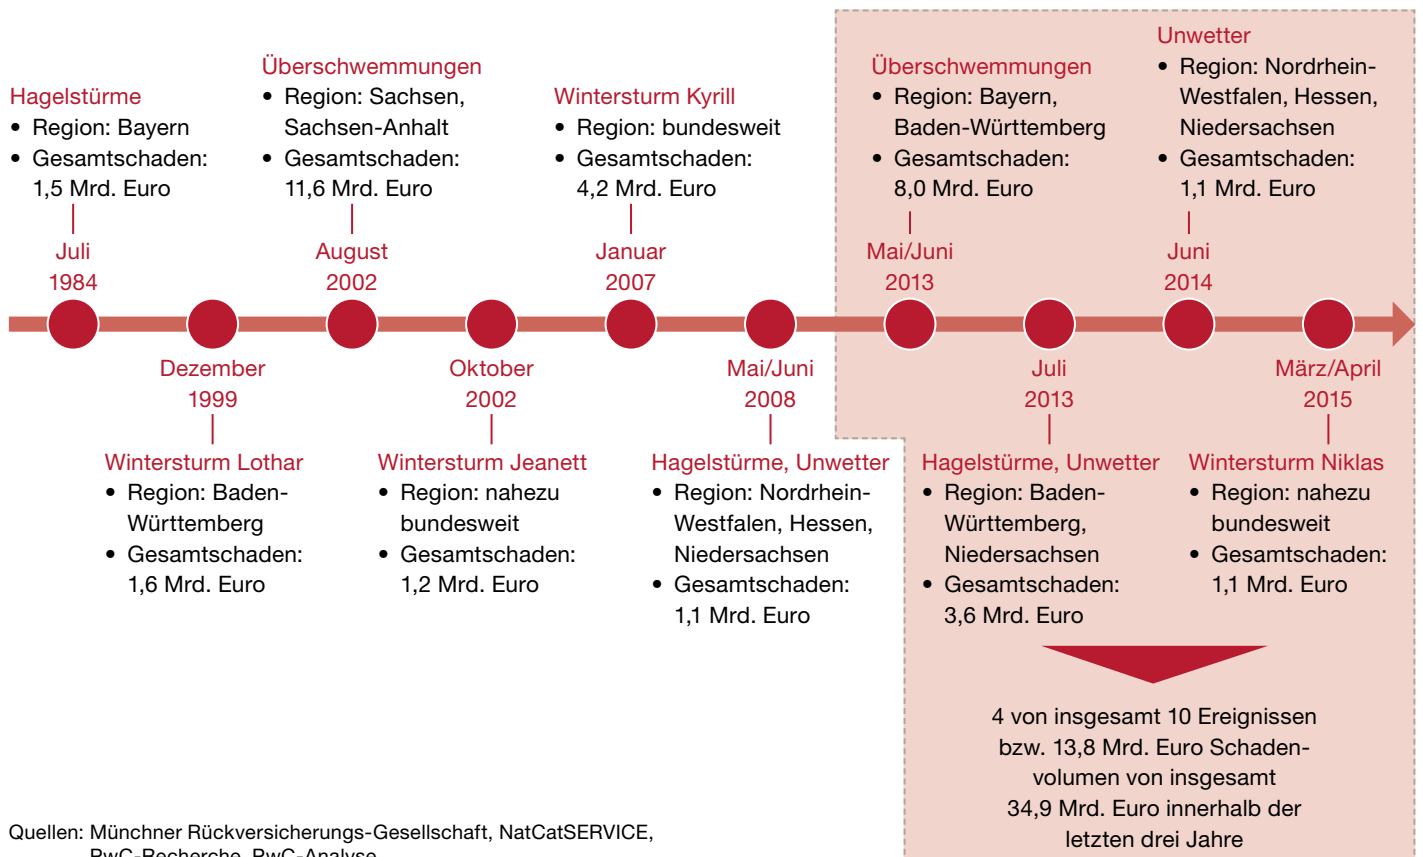 Hagelstürme
• Region: Bayern
• Gesamtschaden:
1,5 Mrd. Euro
Juli
1984
Überschwemmungen
• Region: Sachsen,
Sachsen-Anhalt
• Gesamtschaden:
11,6 Mrd. Euro
August
2002
Wintersturm Kyrill
• Region: bundesweit
• Gesamtschaden:
4,2 Mrd. Euro
Januar
2007
Überschwemmungen
• Region: Bayern,
Baden-Württemberg
• Gesamtschaden:
8,0 Mrd. Euro
Mai/Juni
2013
Unwetter
• Region: Nordrhein-
Westfalen, Hessen,
Niedersachsen
• Gesamtschaden:
1,1 Mrd. Euro
Juni
2014
Dezember
1999
Wintersturm Lothar
• Region: Baden-
Württemberg
• Gesamtschaden:
1,6 Mrd. Euro
Oktober
2002
Wintersturm Jeanett
• Region: nahezu
bundesweit
• Gesamtschaden:
1,2 Mrd. Euro
Mai/Juni
2008
Hagelstürme, Unwetter
• Region: Nordrhein-
Westfalen, Hessen,
Niedersachsen
• Gesamtschaden:
1,1 Mrd. Euro
Juli
2013
Hagelstürme, Unwetter
• Region: Baden-
Württemberg,
Niedersachsen
• Gesamtschaden:
3,6 Mrd. Euro
März/April
2015
Wintersturm Niklas
• Region: nahezu
bundesweit
• Gesamtschaden:
1,1 Mrd. Euro
4 von insgesamt 10 Ereignissen
bzw. 13,8 Mrd. Euro Schaden-
volumen von insgesamt
34,9 Mrd. Euro innerhalb der
letzten drei Jahre
Quellen: Münchner Rückversicherungs-Gesellschaft, NatCatSERVICE,
PwC-Recherche, PwC-Analyse